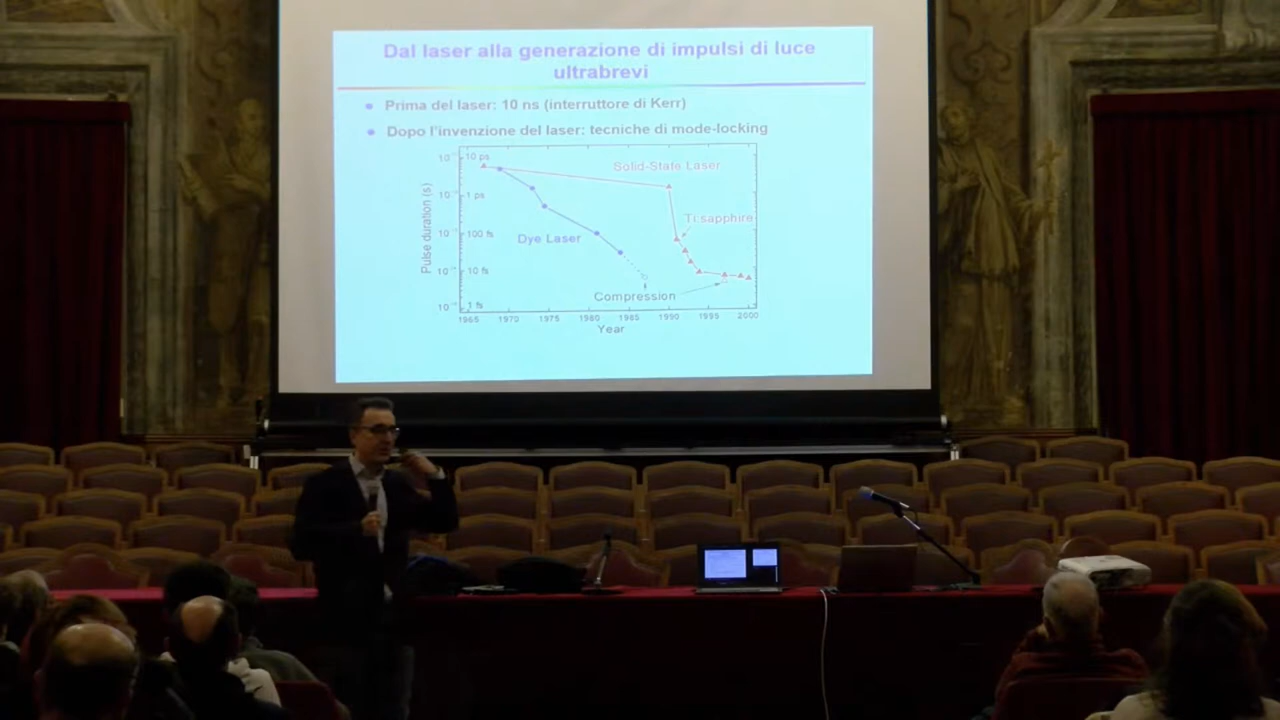 Dal laser alla generazione di impulsi di luce
ultrabrevi
Prima del laser: 10 ns (interruttore di Kerr)
Dopo l'invenzione del laser: tecniche di mode-locking
10 ps
Solid-State Laser
1 ps
Ti:sapphire
100 fs
Dye Laser
10 fs
Compression
1 fs
Pulse duration (s)
1965 1970 1975 1980 1985 1990 1995 2000
Year